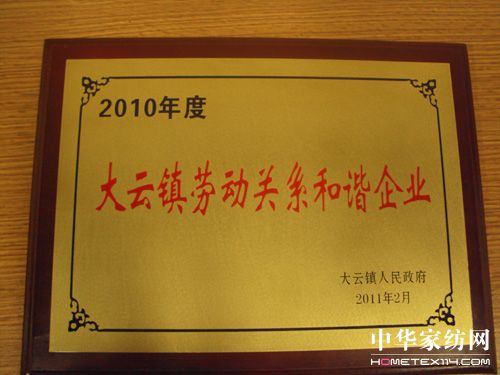 2010年度
大云镇劳动关系和谐企业
大云镇人民政府
2011年2月
中华家纺网
HOMETEX114.COM